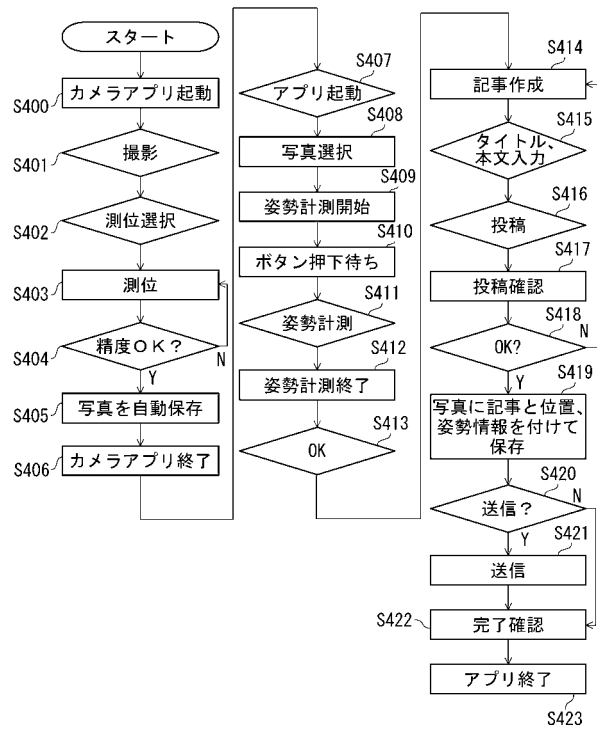 スタート
S400
カメラアプリ起動
S401
撮影
S402
測位選択
S403
測位
S404
精度OK?
N
Y
S405
写真を自動保存
S406
カメラアプリ終了
S407
アプリ起動
S408
写真選択
S409
姿勢計測開始
S410
ボタン押下待ち
S411
姿勢計測
S412
姿勢計測終了
S413
OK
S414
記事作成
S415
タイトル、
本文入力
S416
投稿
S417
投稿確認
S418
OK?
N
Y
S419
写真に記事と位置、
姿勢情報を付けて
保存
S420
送信?
N
Y
S421
送信
S422
完了確認
アプリ終了
S423